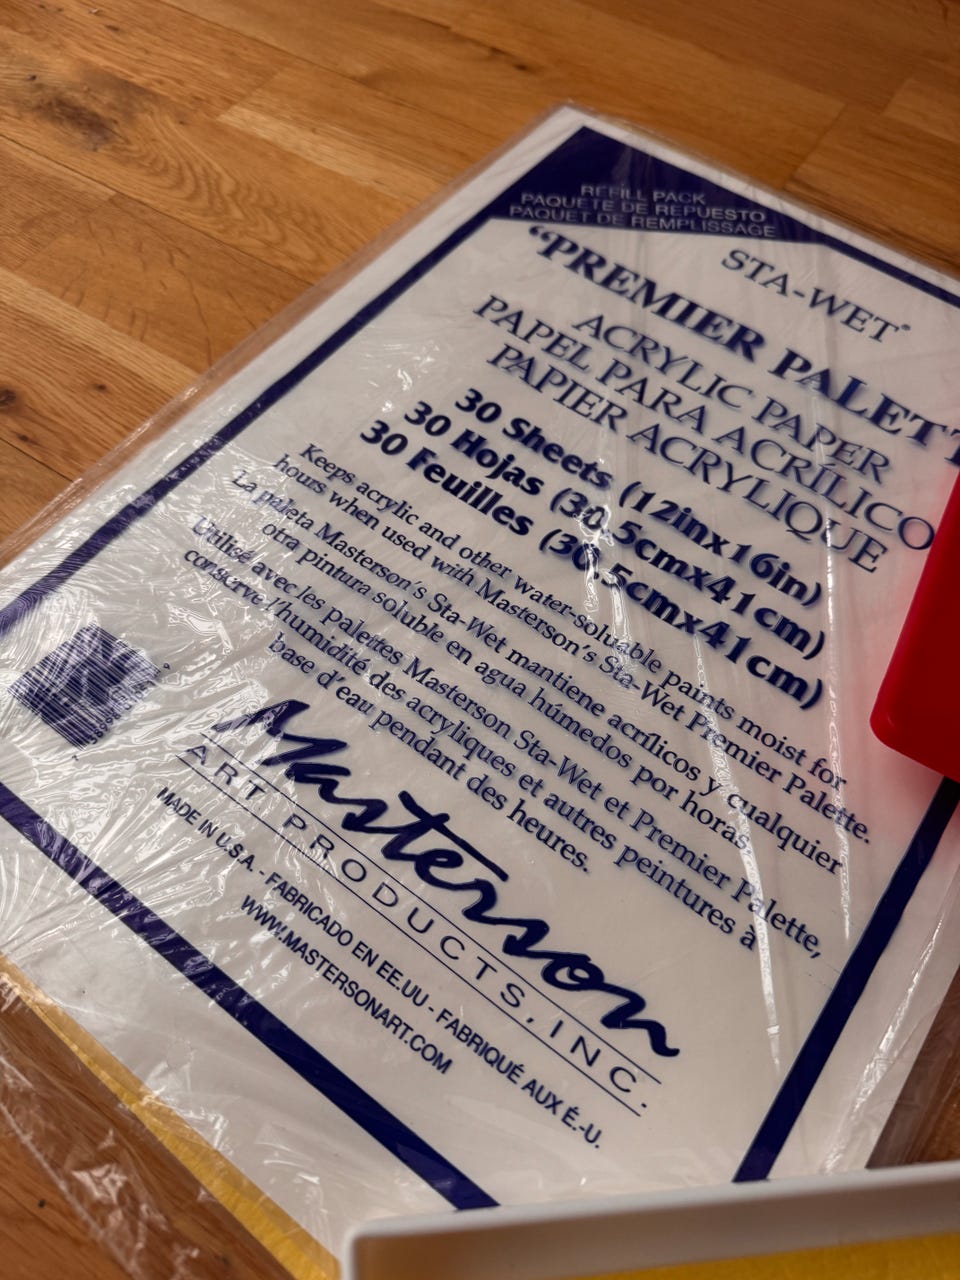 REFILL PACK
PAQUETE DE REPUESTO
PAQUET DE REMPLISSAGE
STA-WET®
“PREMIER PALET
ACRYLIC PAPER
PAPEL PARA ACRÍLICO
PAPIER ACRYLIQUE
30 Sheets (12inx16in)
30 Hojas (30.5cmx41cm)
30 Feuilles (30.5cmx41cm)
Keeps acrylic and other water-soluble paints moist for
hours when used with Masterson's Sta-Wet Premier Palette.
La paleta Masterson's Sta-Wet mantiene acrílicos y cualquier
otra pintura soluble en agua húmedos por horas.
Utilisé avec les palettes Masterson Sta-Wet et Premier Palette,
conserve l'humidité des acryliques et autres peintures à
base d'eau pendant des heures.
Masterson
ART PRODUCTS, INC.
MADE IN U.S.A. - FABRICADO EN EE.UU - FABRIQUÉ AUX É.-U.
WWW.MASTERSONART.COM